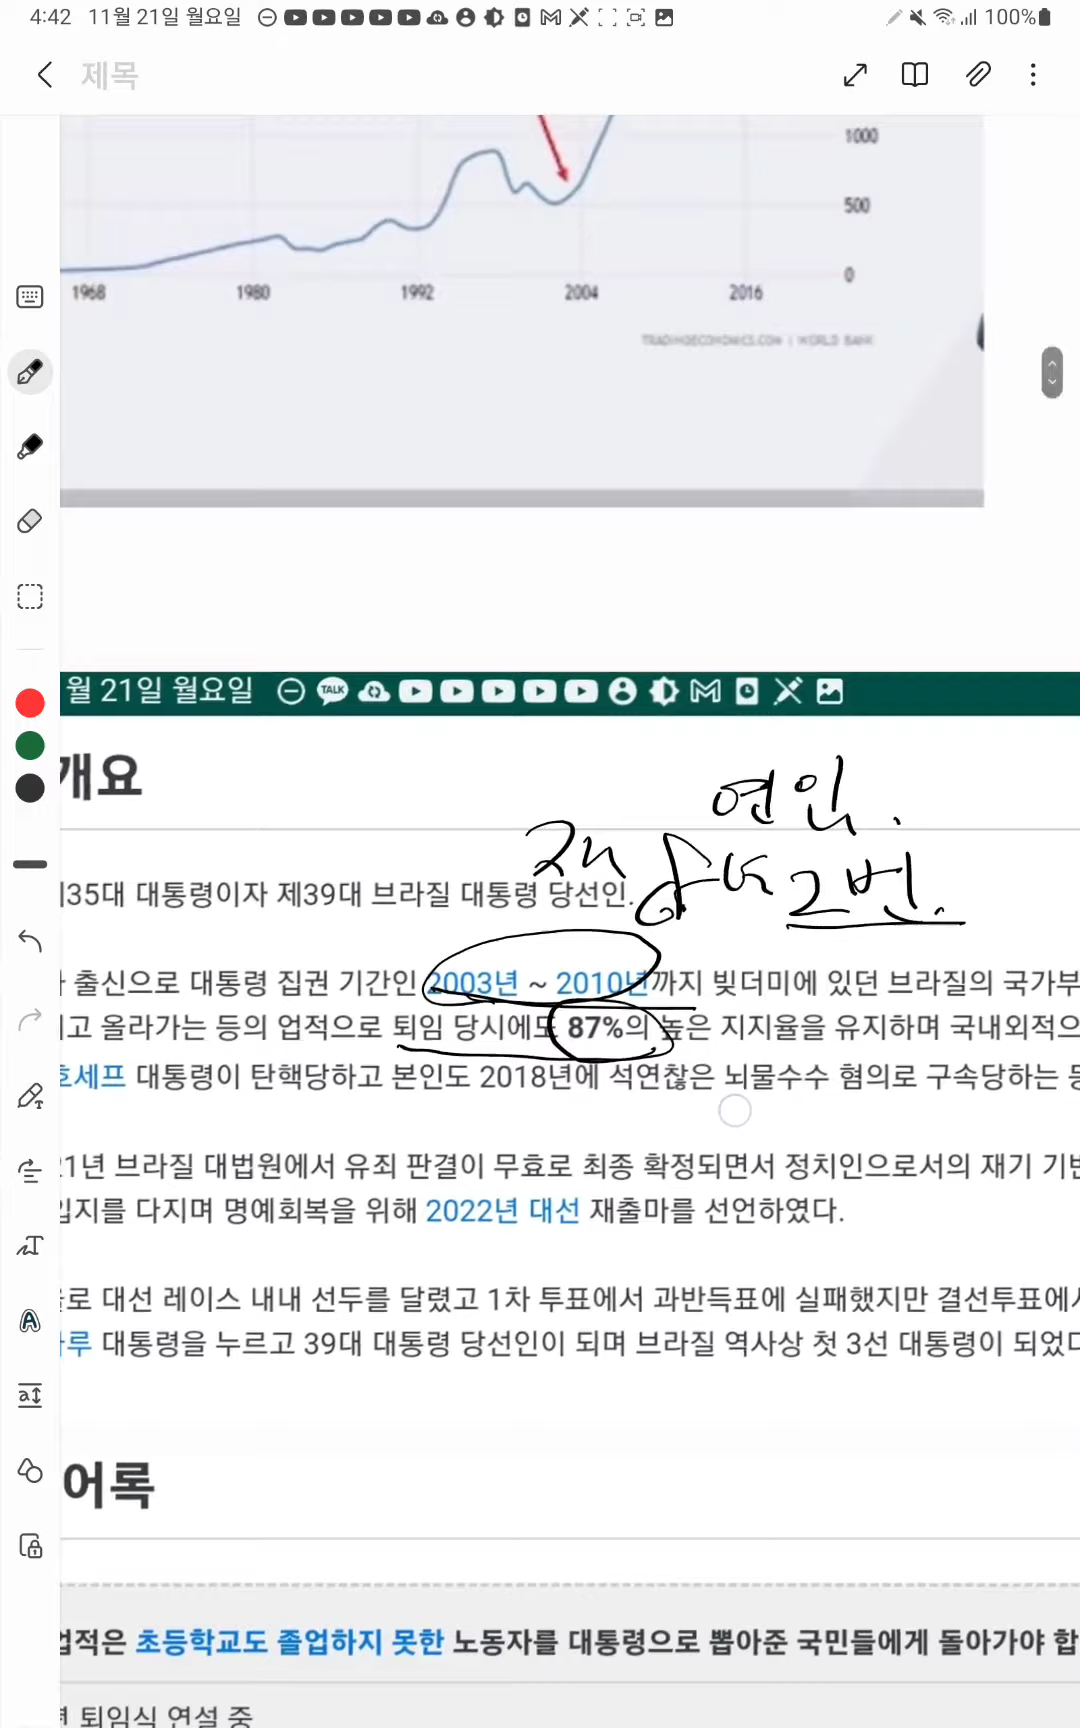 4:42 11월 21일 월요일 100%
제목
1000
500
0
1968 1980 1992 2004 2016
TRADINGECONOMICS.COM | WORLD BANK
월 21일 월요일 TALK
개요
연인.
2번.
35대 대통령이자 제39대 브라질 대통령 당선인.
출신으로 대통령 집권 기간인 2003년 ~ 2010년까지 빚더미에 있던 브라질의 국가부
고 올라가는 등의 업적으로 퇴임 당시에도 87%의 높은 지지율을 유지하며 국내외적으
호세프 대통령이 탄핵당하고 본인도 2018년에 석연찮은 뇌물수수 혐의로 구속당하는 등
21년 브라질 대법원에서 유죄 판결이 무효로 최종 확정되면서 정치인으로서의 재기 기반
입지를 다지며 명예회복을 위해 2022년 대선 재출마를 선언하였다.
로 대선 레이스 내내 선두를 달렸고 1차 투표에서 과반득표에 실패했지만 결선투표에서
루 대통령을 누르고 39대 대통령 당선인이 되며 브라질 역사상 첫 3선 대통령이 되었다
어록
업적은 초등학교도 졸업하지 못한 노동자를 대통령으로 뽑아준 국민들에게 돌아가야 합
퇴임식 연설 중